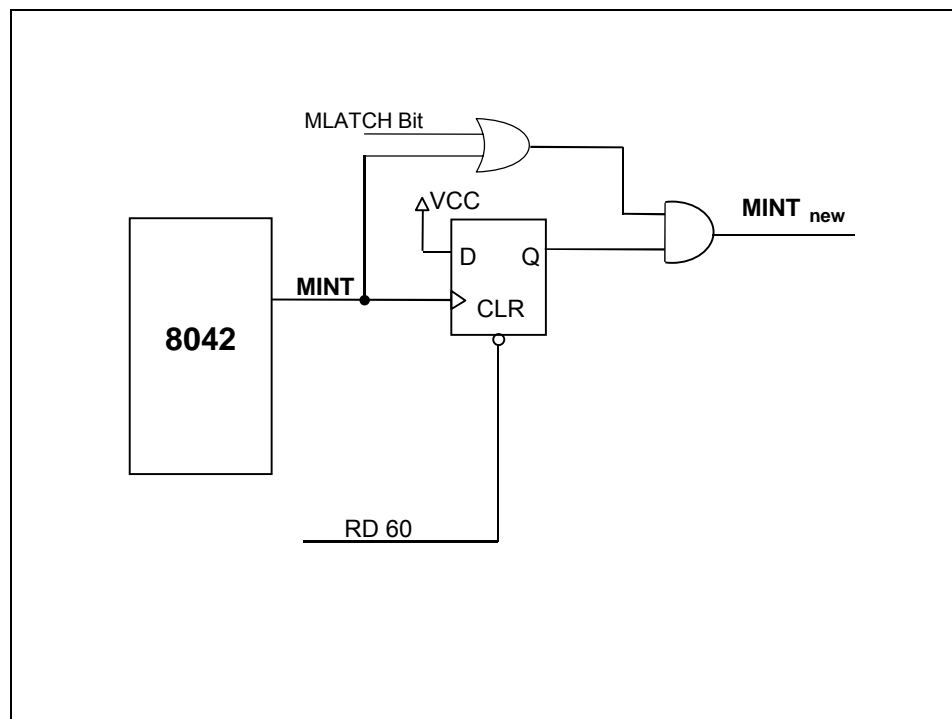 MLATCH Bit
VCC
MINT new
D Q
MINT
CLR
8042
RD 60